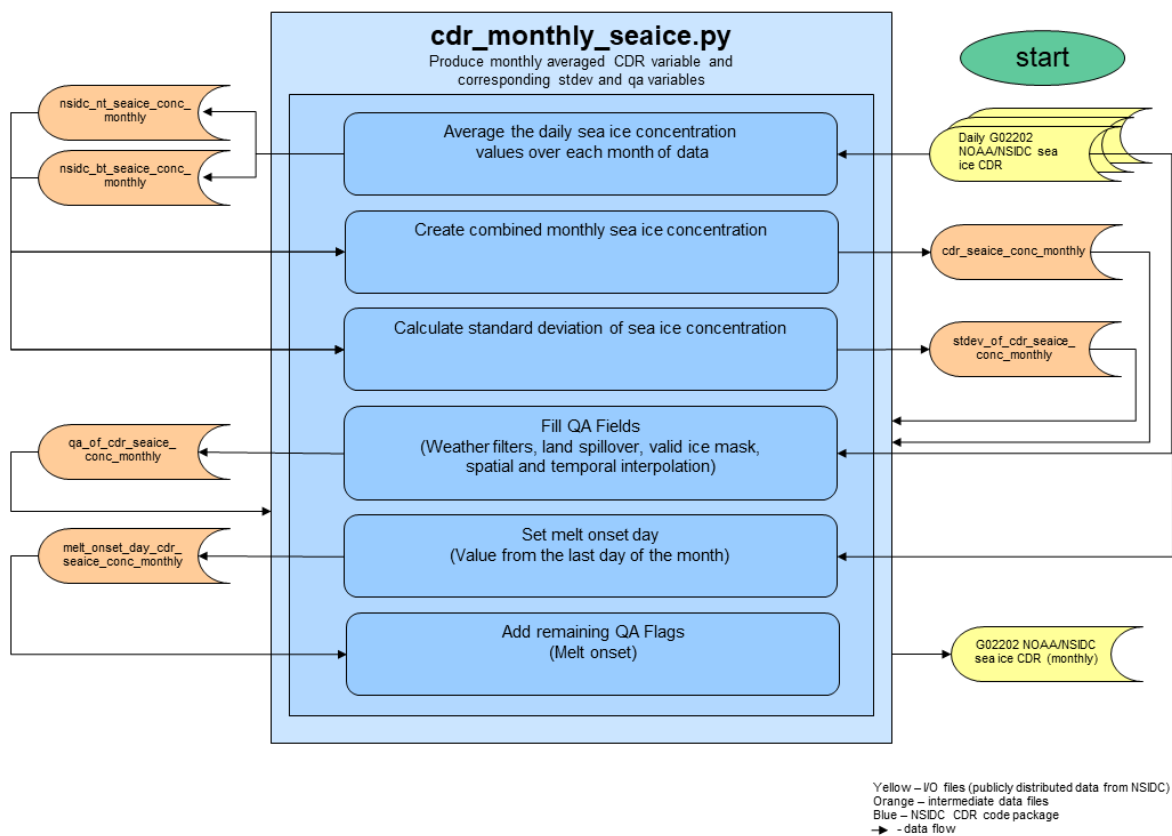 cdr_monthly_seaice.py
Produce monthly averaged CDR variable and
corresponding stdev and qa variables
start
nsidc_nt_seaice_conc_
monthly
nsidc_bt_seaice_conc_
monthly
Average the daily sea ice concentration
values over each month of data
Daily G02202
NOAA/NSIDC sea
ice CDR
Create combined monthly sea ice concentration
cdr_seaice_conc_monthly
Calculate standard deviation of sea ice concentration
stdev_of_cdr_seaice_
conc_monthly
qa_of_cdr_seaice_
conc_monthly
Fill QA Fields
(Weather filters, land spillover, valid ice mask,
spatial and temporal interpolation)
melt_onset_day_cdr_
seaice_conc_monthly
Set melt onset day
(Value from the last day of the month)
Add remaining QA Flags
(Melt onset)
G02202 NOAA/NSIDC
sea ice CDR (monthly)
Yellow – I/O files (publicly distributed data from NSIDC)
Orange – intermediate data files
Blue – NSIDC CDR code package
- data flow